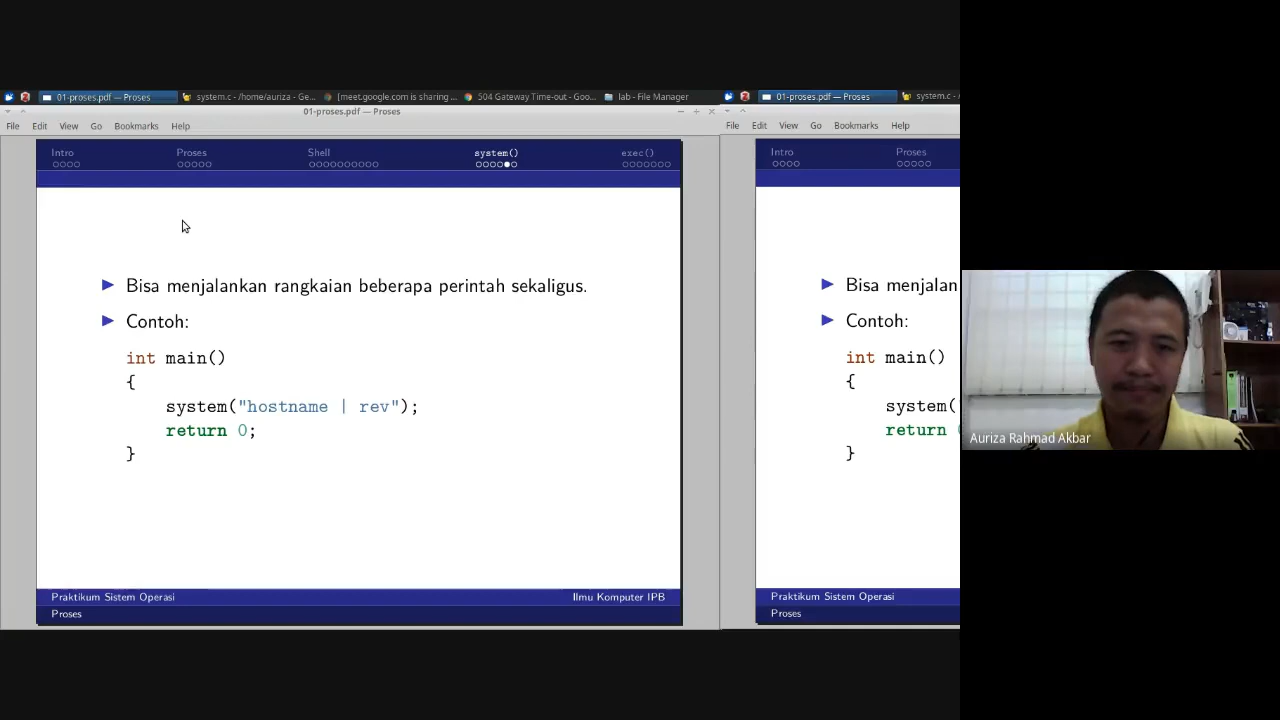 01-proses.pdf — Proses
system.c - /home/auriza - Ge...
[meet.google.com is sharing ...
504 Gateway Time-out - Goo...
lab - File Manager
01-proses.pdf — Proses
system.c - /
01-proses.pdf — Proses
File Edit View Go Bookmarks Help
File Edit View Go Bookmarks Help
Intro Proses Shell system() exec()
Intro Proses
Bisa menjalankan rangkaian beberapa perintah sekaligus.
Contoh:
int main()
{
system("hostname | rev");
return 0;
}
Praktikum Sistem Operasi Ilmu Komputer IPB
Proses
Bisa menjalan
Contoh:
int main()
{
system(
return
}
Praktikum Sistem Operasi
Proses
Auriza Rahmad Akbar